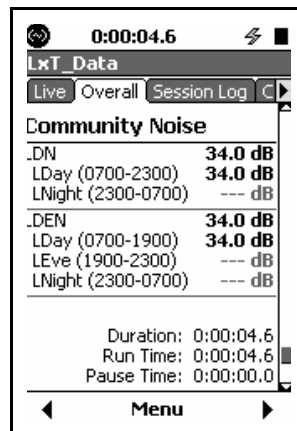 0:00:04.6
LxT_Data
Live Overall Session Log C
Community Noise
LDN 34.0 dB
LDay (0700-2300) 34.0 dB
LNight (2300-0700) --- dB
LDEN 34.0 dB
LDay (0700-1900) 34.0 dB
LEve (1900-2300) --- dB
LNight (2300-0700) --- dB
Duration: 0:00:04.6
Run Time: 0:00:04.6
Pause Time: 0:00:00.0
Menu